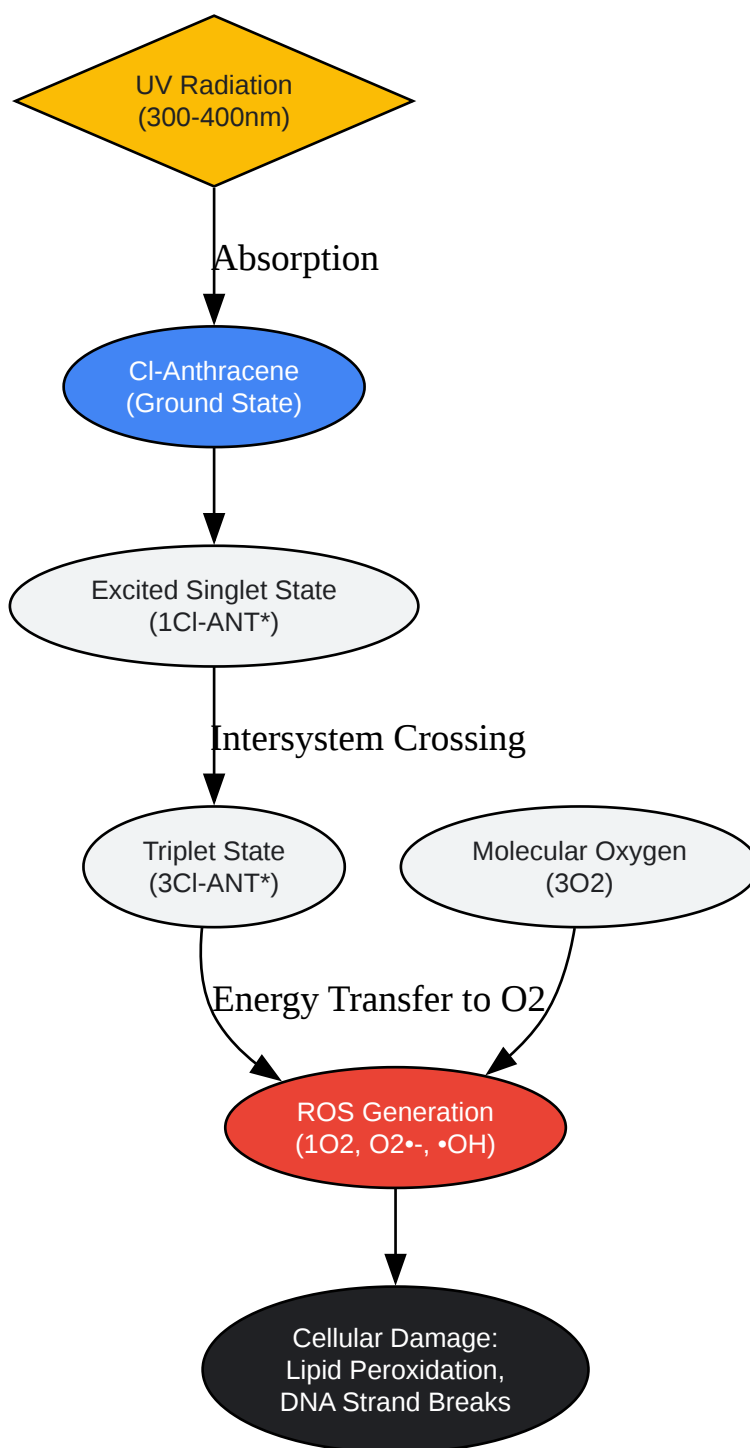 UV Radiation
(300-400nm)
Absorption
Cl-Anthracene
(Ground State)
Excited Singlet State
(1Cl-ANT*)
Intersystem Crossing
Triplet State
(3Cl-ANT*)
Molecular Oxygen
(3O2)
Energy Transfer to O2
ROS Generation
(1O2, O2•-, •OH)
Cellular Damage:
Lipid Peroxidation,
DNA Strand Breaks